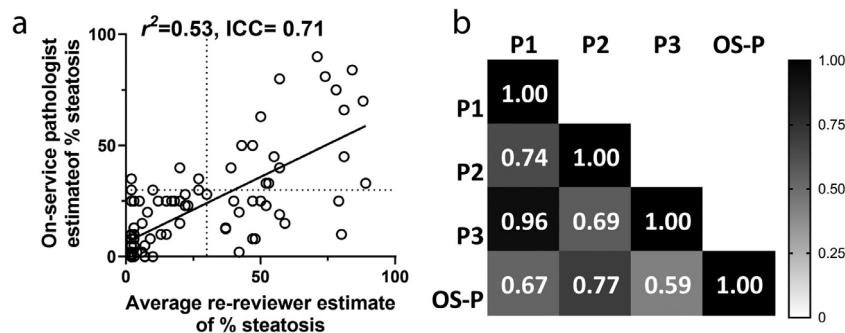 a
r²=0.53, ICC= 0.71
On-service pathologist
estimateof % steatosis
100
50
0
0
50
100
Average re-reviewer estimate
of % steatosis
b
P1 P2 P3 OS-P
P1 1.00
P2 0.74 1.00
P3 0.96 0.69 1.00
OS-P 0.67 0.77 0.59 1.00
1.00
0.75
0.50
0.25
0